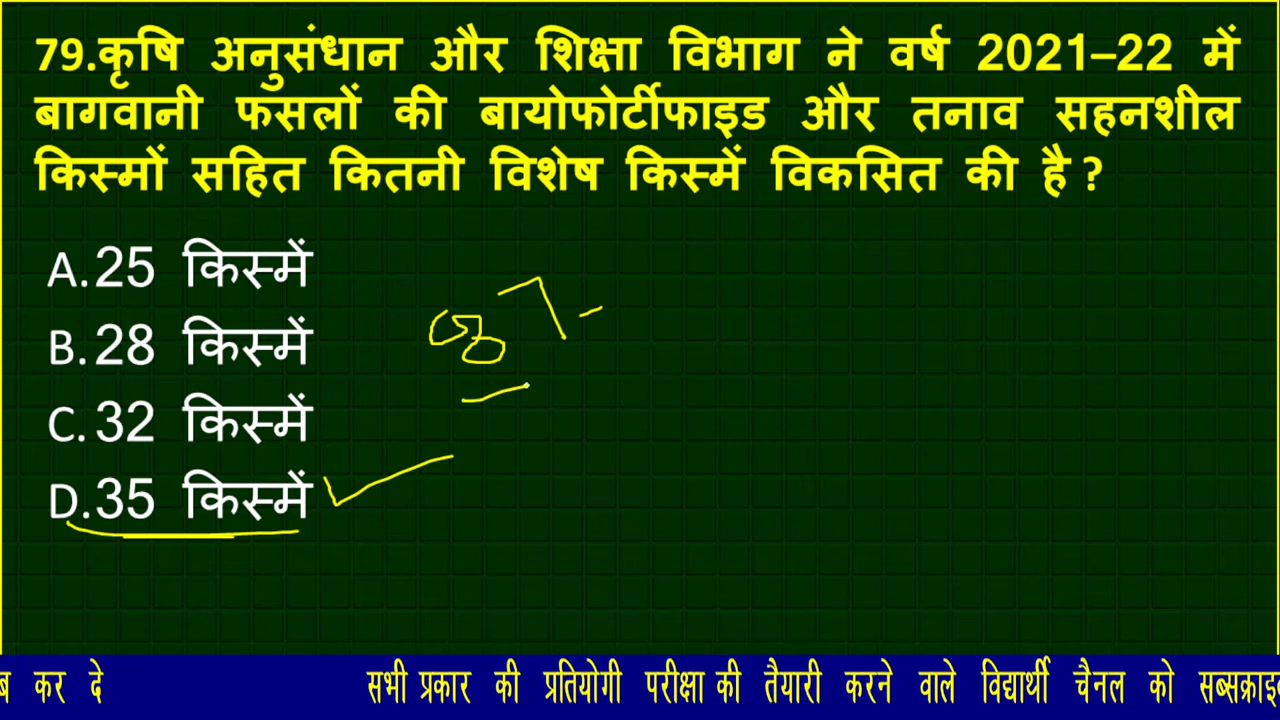 79.कृषि अनुसंधान और शिक्षा विभाग ने वर्ष 2021–22 में
बागवानी फसलों की बायोफोर्टीफाइड और तनाव सहनशील
किस्मों सहित कितनी विशेष किस्में विकसित की है ?
A.25 किस्में
B.28 किस्में
C.32 किस्में
D.35 किस्में
कर दे सभी प्रकार की प्रतियोगी परीक्षा की तैयारी करने वाले विद्यार्थी चैनल को